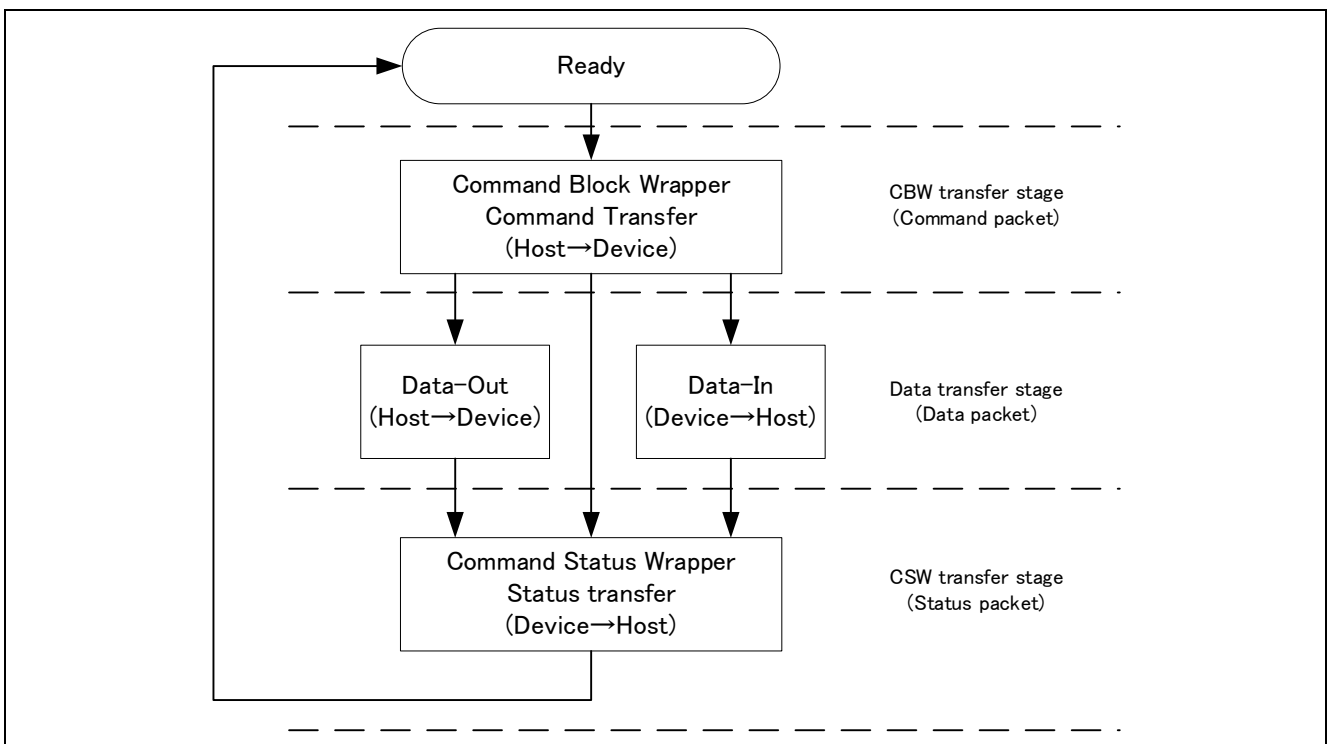 Ready
Command Block Wrapper
Command Transfer
(Host→Device)
CBW transfer stage
(Command packet)
Data-Out
(Host→Device)
Data-In
(Device→Host)
Data transfer stage
(Data packet)
Command Status Wrapper
Status transfer
(Device→Host)
CSW transfer stage
(Status packet)